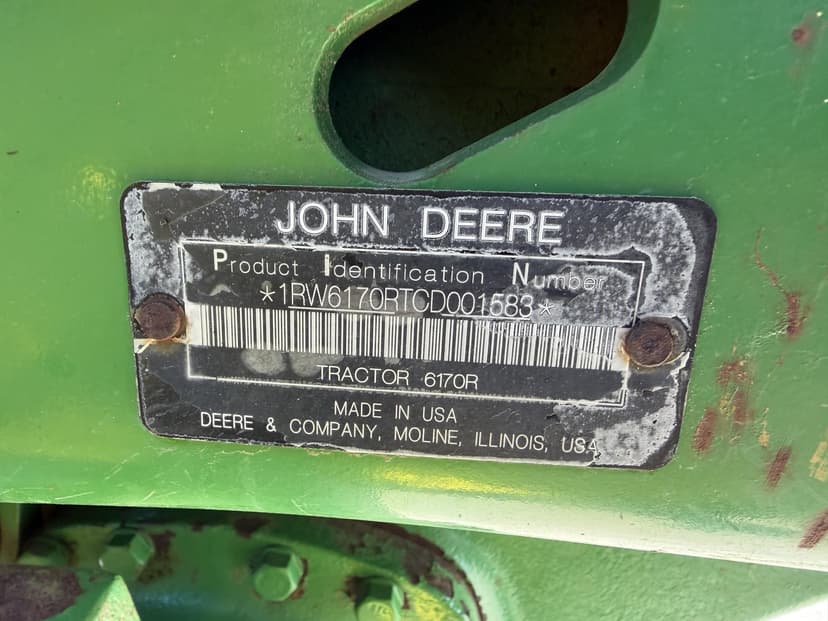 JOHN DEERE
Product Identification Number
*1RW6170RTCD001583*
TRACTOR 6170R
MADE IN USA
DEERE & COMPANY, MOLINE, ILLINOIS, USA